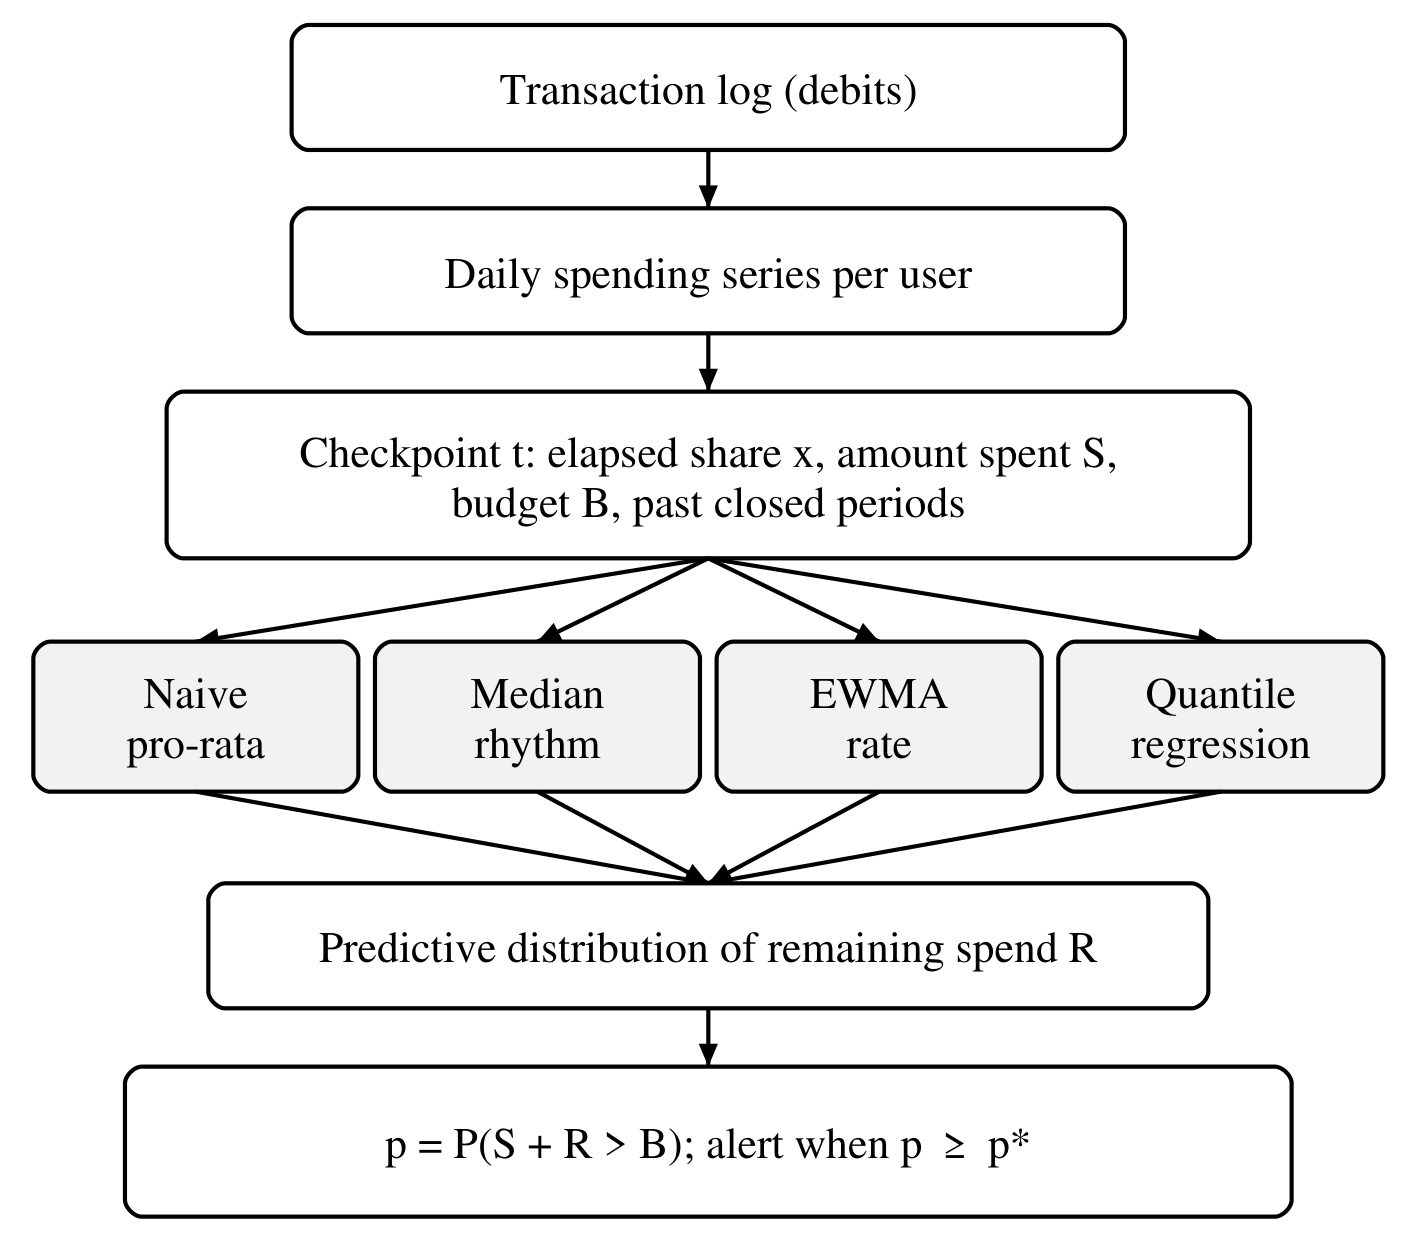 Transaction log (debits)
Daily spending series per user
Checkpoint t: elapsed share x, amount spent S,
budget B, past closed periods
Naive
pro-rata
Median
rhythm
EWMA
rate
Quantile
regression
Predictive distribution of remaining spend R
p = P(S + R > B); alert when p ≥ p*